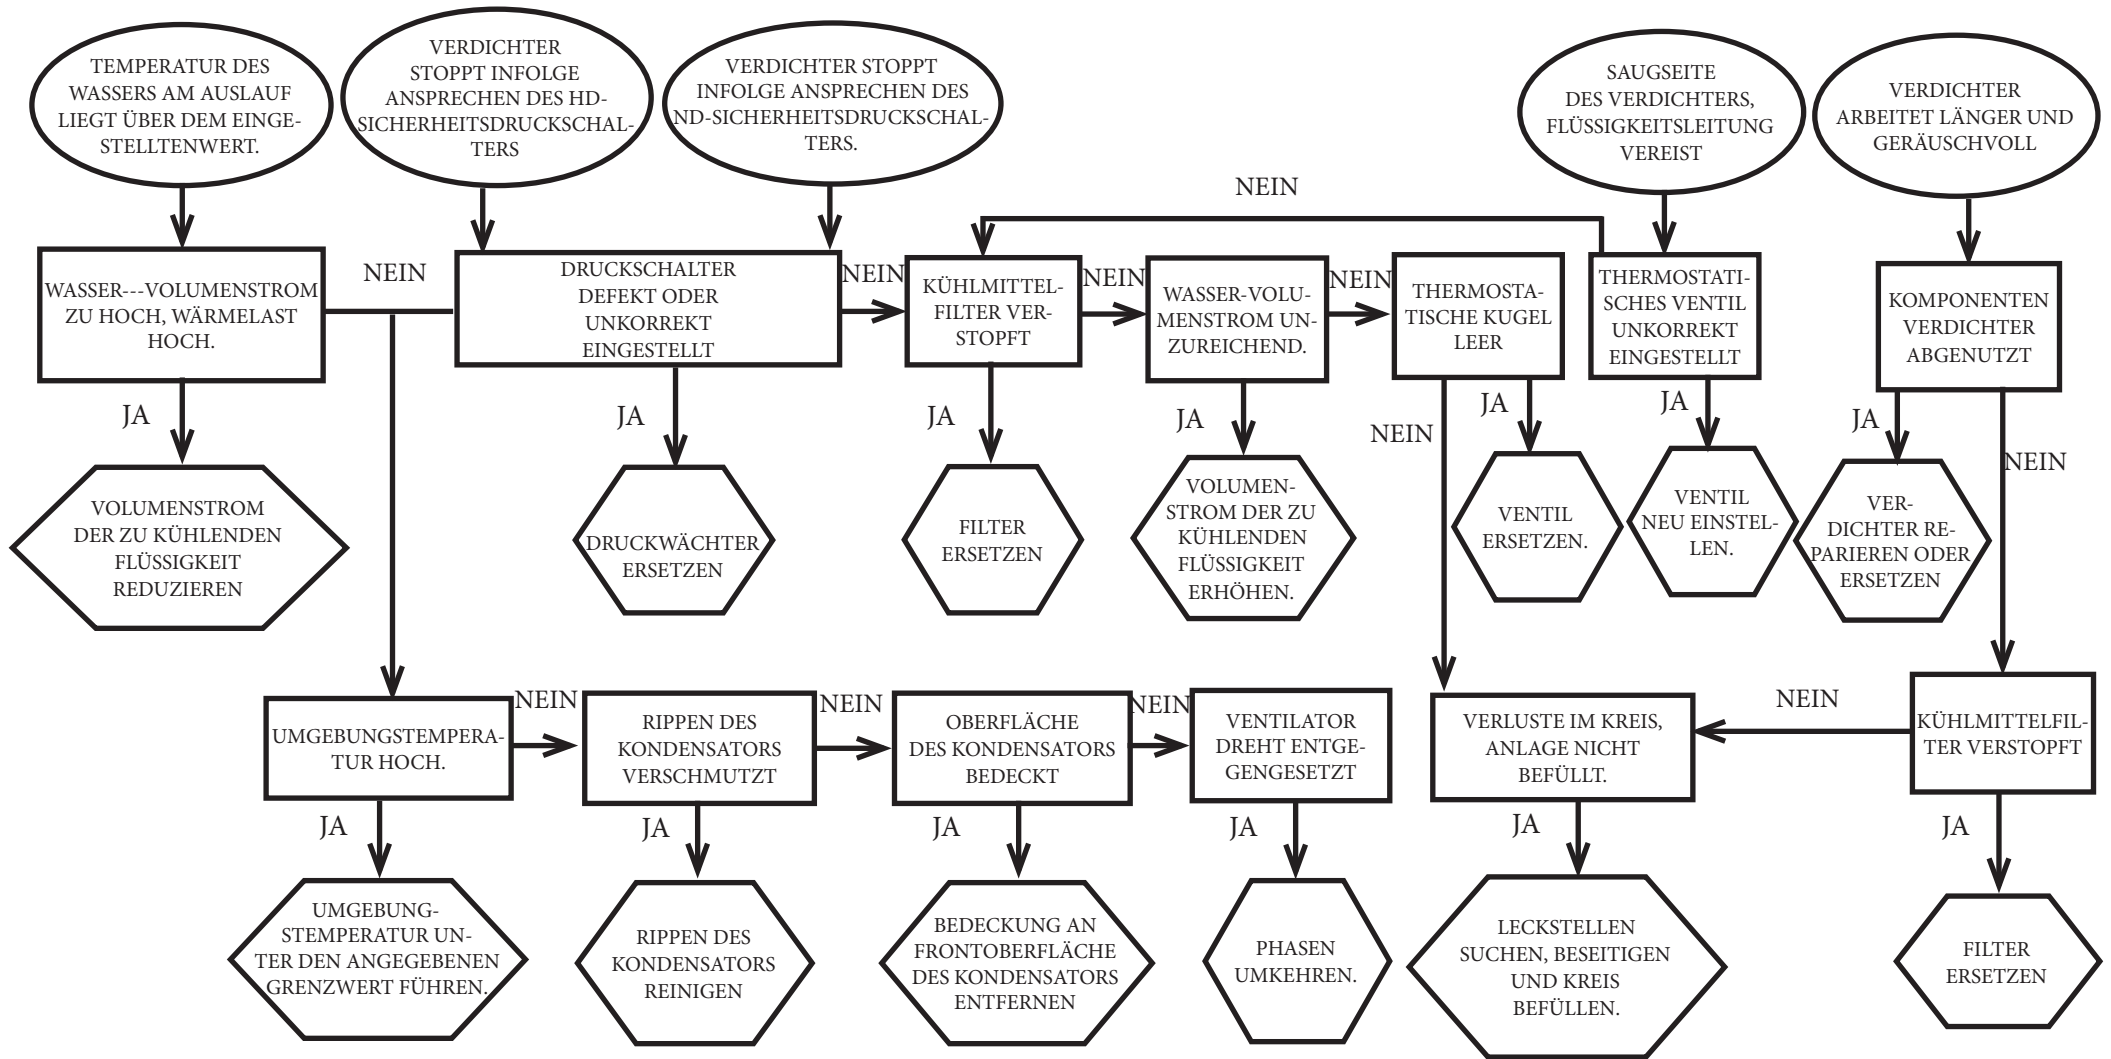 TEMPERATUR DES
WASSERS AM AUSLAUF
LIEGT ÜBER DEM EINGE-
STELLTENWERT.
VERDICHTER
STOPPT INFOLGE
ANSPRECHEN DES HD-
SICHERHEITSDRUCKSCHAL-
TERS
VERDICHTER STOPPT
INFOLGE ANSPRECHEN DES
ND-SICHERHEITSDRUCKSCHAL-
TERS.
SAUGSEITE
DES VERDICHTERS,
FLÜSSIGKEITSLEITUNG
VEREIST
VERDICHTER
ARBEITET LÄNGER UND
GERÄUSCHVOLL
NEIN
WASSER---VOLUMENSTROM
ZU HOCH, WÄRMELAST
HOCH.
NEIN
DRUCKSCHALTER
DEFEKT ODER
UNKORREKT
EINGESTELLT
NEIN
KÜHLMITTEL-
FILTER VER-
STOPFT
NEIN
WASSER-VOLU-
MENSTROM UN-
ZUREICHEND.
NEIN
THERMOSTA-
TISCHE KUGEL
LEER
THERMOSTATI-
SCHES VENTIL
UNKORREKT
EINGESTELLT
KOMPONENTEN
VERDICHTER
ABGENUTZT
JA
JA
JA
JA
NEIN
JA
JA
JA
NEIN
VOLUMENSTROM
DER ZU KÜHLENDEN
FLÜSSIGKEIT
REDUZIEREN
DRUCKWÄCHTER
ERSETZEN
FILTER
ERSETZEN
VOLUMEN-
STROM DER ZU
KÜHLENDEN
FLÜSSIGKEIT
ERHÖHEN.
VENTIL
ERSETZEN.
VENTIL
NEU EINSTEL-
LEN.
VER-
DICHTER RE-
PARIEREN ODER
ERSETZEN
UMGEBUNGSTEMPERA-
TUR HOCH.
NEIN
RIPPEN DES
KONDENSATORS
VERSCHMUTZT
NEIN
OBERFLÄCHE
DES KONDENSATORS
BEDECKT
NEIN
VENTILATOR
DREHT ENTGE-
GENGESETZT
VERLUSTE IM KREIS,
ANLAGE NICHT
BEFÜLLT.
NEIN
KÜHLMITTELFIL-
TER VERSTOPFT
JA
JA
JA
JA
JA
JA
UMGEBUNG-
STEMPERATUR UN-
TER DEN ANGEGEBENEN
GRENZWERT FÜHREN.
RIPPEN DES
KONDENSATORS
REINIGEN
BEDECKUNG AN
FRONTOBERFLÄCHE
DES KONDENSATORS
ENTFERNEN
PHASEN
UMKEHREN.
LECKSTELLEN
SUCHEN, BESEITIGEN
UND KREIS
BEFÜLLEN.
FILTER
ERSETZEN